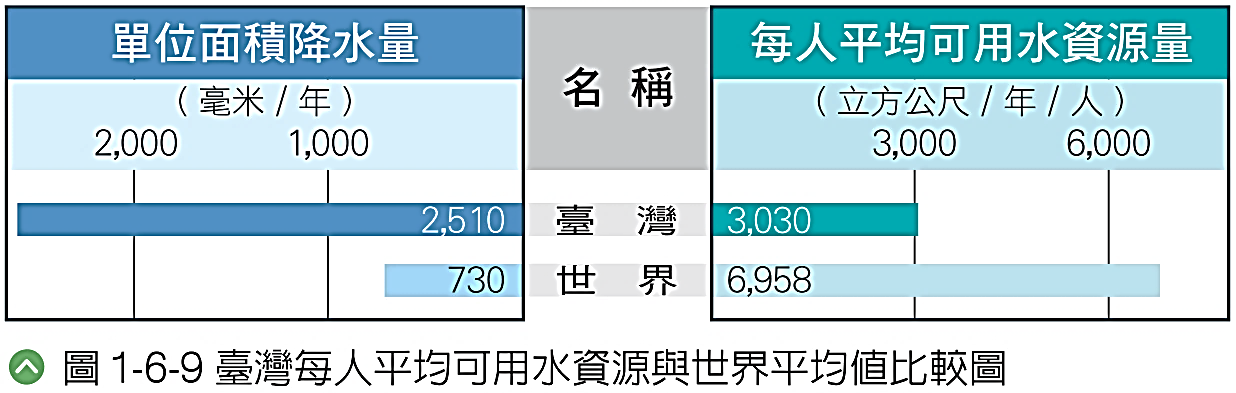 單位面積降水量
（毫米／年）
2,000 1,000
名 稱
每人平均可用水資源量
（立方公尺／年／人）
3,000 6,000
2,510 臺 灣 3,030
730 世 界 6,958
圖 1-6-9 臺灣每人平均可用水資源與世界平均值比較圖